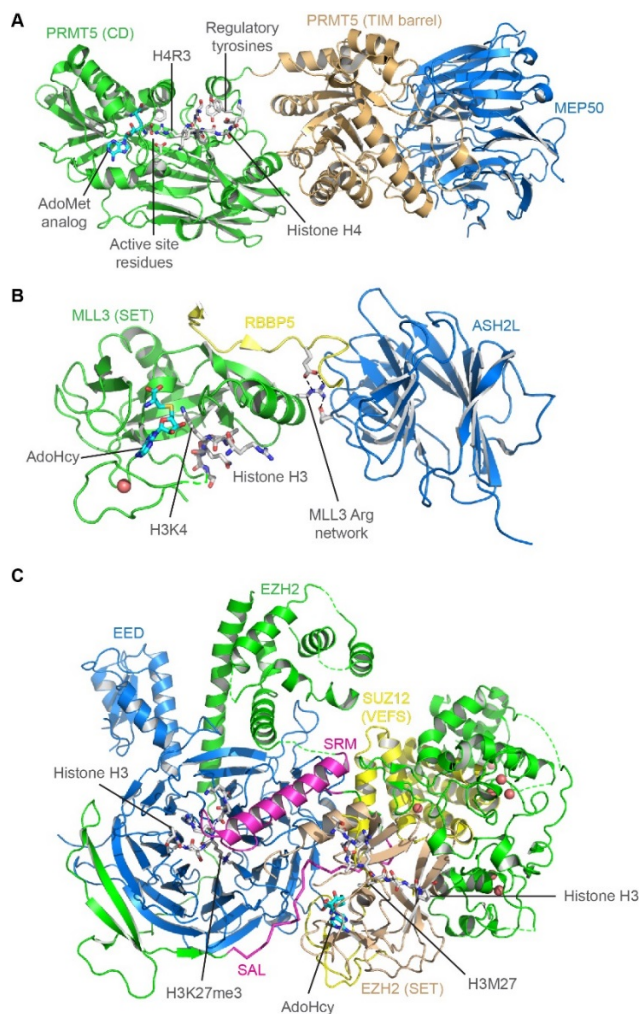 A
PRMT5 (CD)
H4R3
Regulatory
tyrosines
PRMT5 (TIM barrel)
MEP50
AdoMet
analog
Active site
residues
Histone H4
B
MLL3 (SET)
RBBP5
ASH2L
AdoHcy
Histone H3
H3K4
MLL3 Arg
network
C
EZH2
EED
SUZ12
(VEFS)
SRM
Histone H3
Histone H3
SAL
H3K27me3
H3M27
AdoHcy
EZH2 (SET)